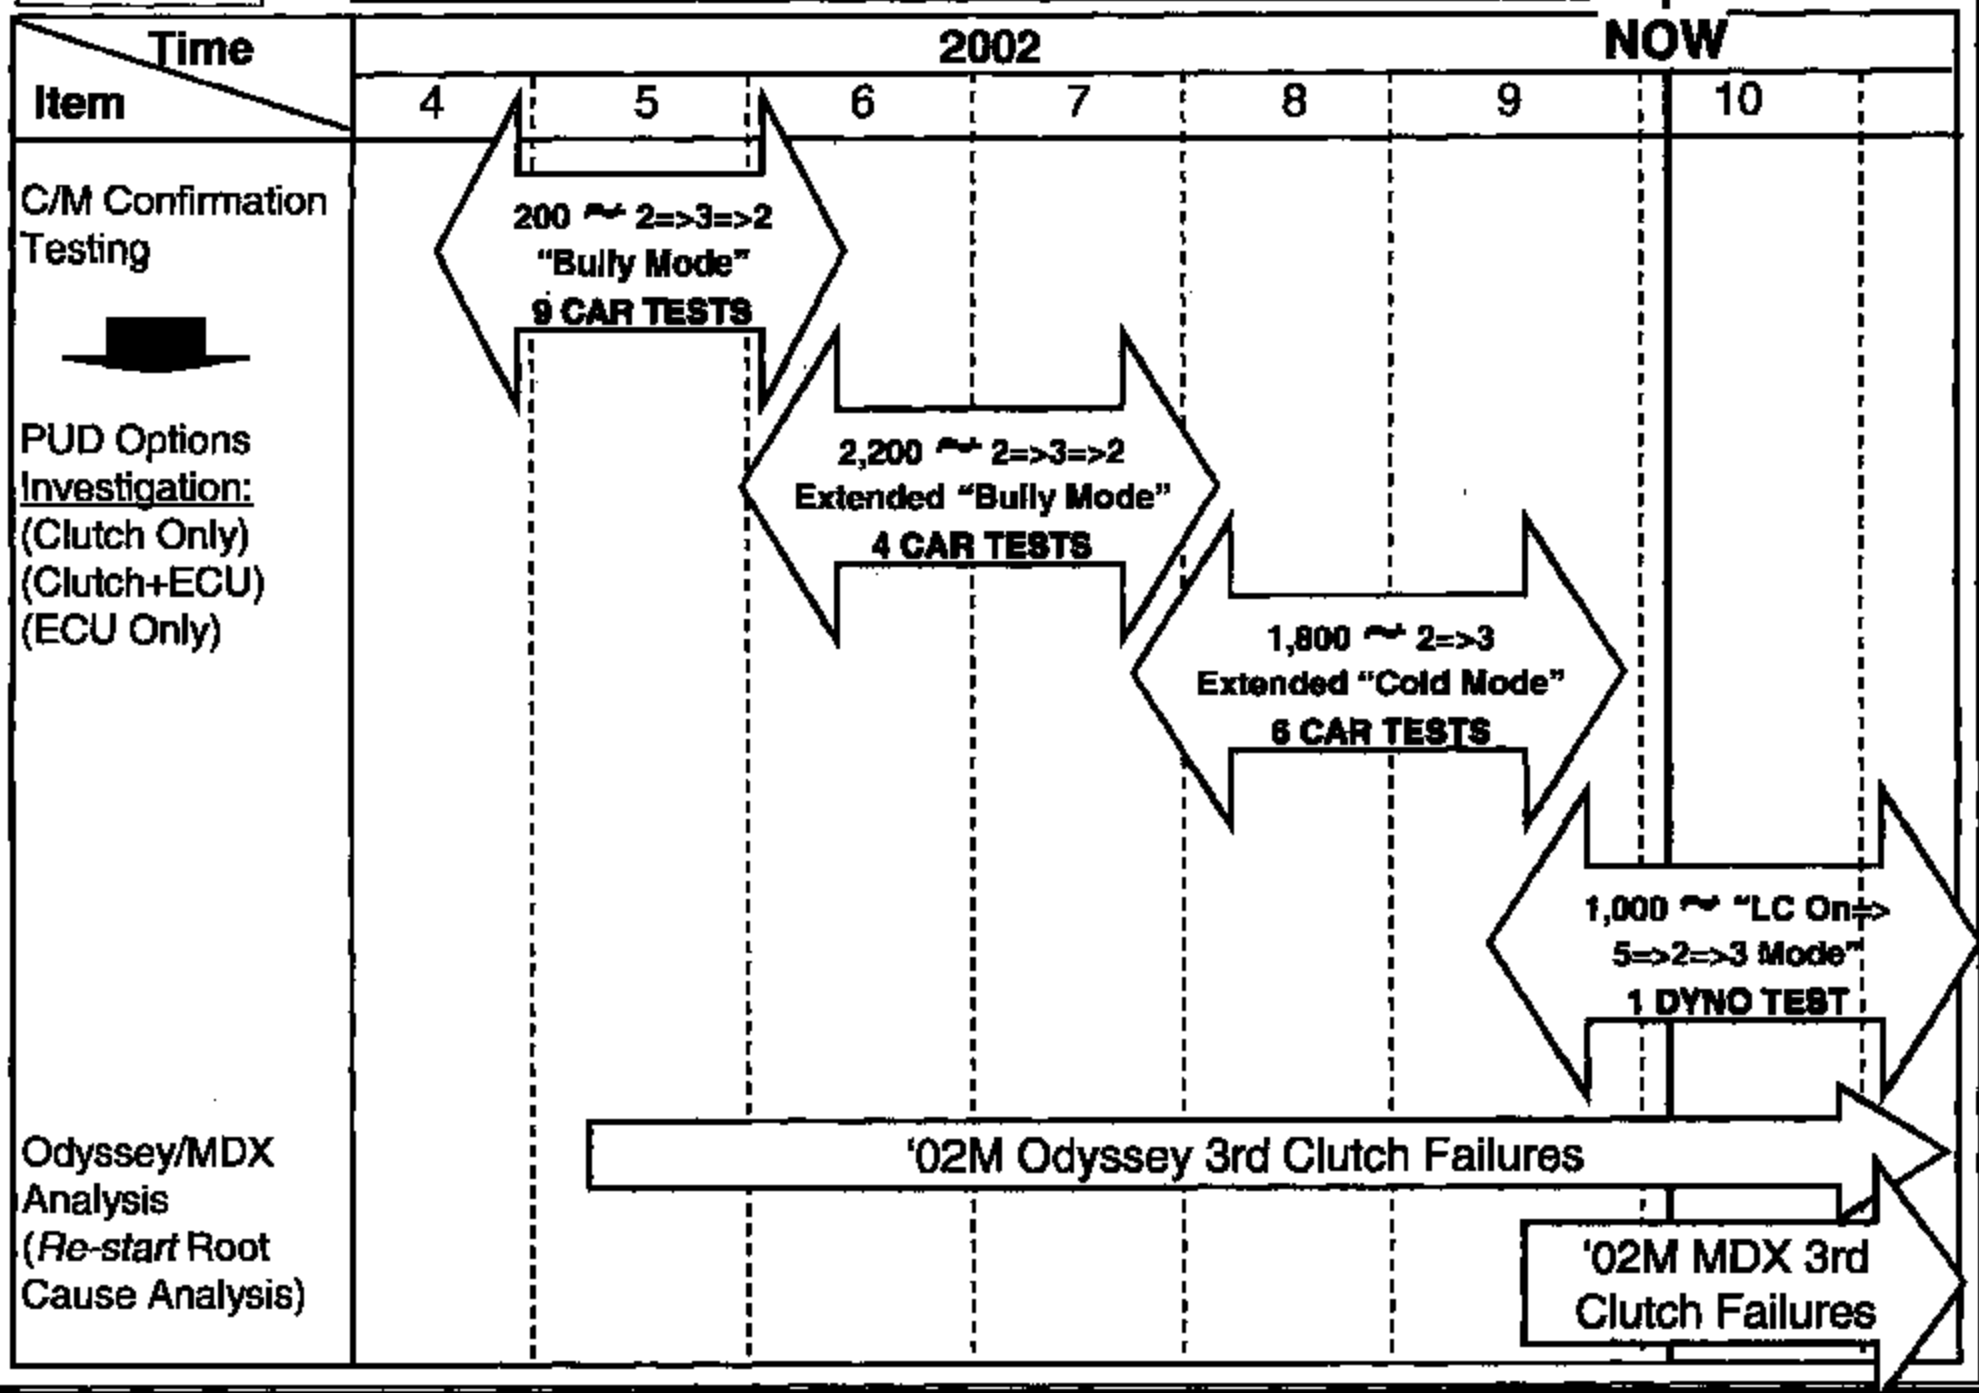 Time
Item
2002
NOW
4 5 6 7 8 9 10
C/M Confirmation
Testing
PUD Options
Investigation:
(Clutch Only)
(Clutch+ECU)
(ECU Only)
Odyssey/MDX
Analysis
(Re-start Root
Cause Analysis)
200 ~ 2=>3=>2
“Bully Mode”
9 CAR TESTS
2,200 ~ 2=>3=>2
Extended “Bully Mode”
4 CAR TESTS
1,800 ~ 2=>3
Extended “Cold Mode”
6 CAR TESTS
1,000 ~ “LC On=>
5=>2=>3 Mode”
1 DYNO TEST
'02M Odyssey 3rd Clutch Failures
'02M MDX 3rd
Clutch Failures